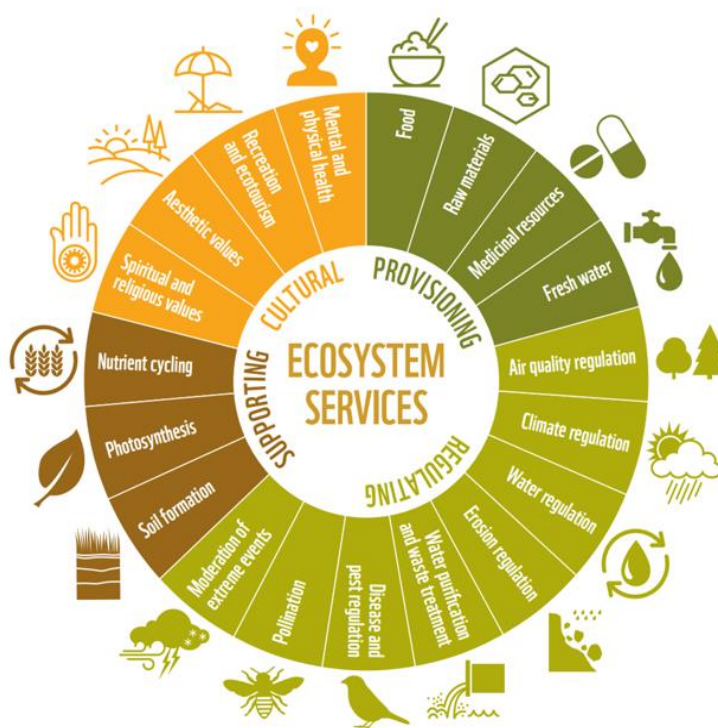 ECOSYSTEM
SERVICES
PROVISIONING
Food
Raw materials
Medicinal resources
Fresh water
REGULATING
Air quality regulation
Climate regulation
Water regulation
Erosion regulation
Water purification
and waste treatment
Disease and
pest regulation
Pollination
Moderation of
extreme events
SUPPORTING
Soil formation
Photosynthesis
Nutrient cycling
CULTURAL
Spiritual and
religious values
Aesthetic values
Recreation
and ecotourism
Mental and
physical health